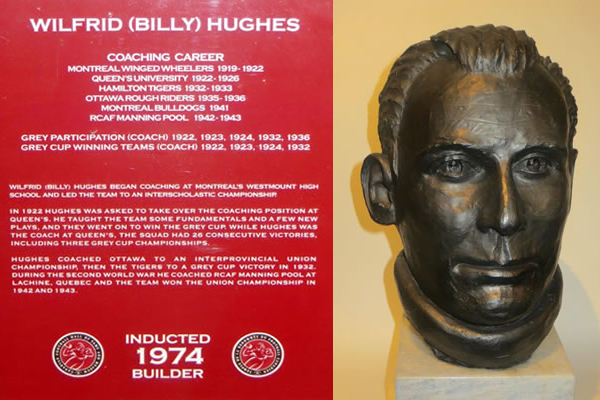 WILFRID (BILLY) HUGHES
COACHING CAREER
MONTREAL WINGED WHEELERS 1919-1922
QUEEN'S UNIVERSITY 1922-1926
HAMILTON TIGERS 1932-1933
OTTAWA ROUGH RIDERS 1935-1936
MONTREAL BULLDOGS 1941
RCAF MANNING POOL 1942-1943
GREY PARTICIPATION (COACH) 1922, 1923, 1924, 1932, 1936
GREY CUP WINNING TEAMS (COACH) 1922, 1923, 1924, 1932
WILFRID (BILLY) HUGHES BEGAN COACHING AT MONTREAL'S WESTMOUNT HIGH
SCHOOL AND LED THE TEAM TO AN INTERSCHOLASTIC CHAMPIONSHIP.
IN 1922 HUGHES WAS ASKED TO TAKE OVER THE COACHING POSITION AT
QUEEN'S. HE TAUGHT THE TEAM SOME FUNDAMENTALS AND A FEW NEW
PLAYS, AND THEY WENT ON TO WIN THE GREY CUP. WHILE HUGHES WAS
THE COACH AT QUEEN'S, THE SQUAD HAD 26 CONSECUTIVE VICTORIES,
INCLUDING THREE GREY CUP CHAMPIONSHIPS.
HUGHES COACHED OTTAWA TO AN INTERPROVINCIAL UNION
CHAMPIONSHIP, THEN THE TIGERS TO A GREY CUP VICTORY IN 1932.
DURING THE SECOND WORLD WAR HE COACHED RCAF MANNING POOL AT
LACHINE, QUEBEC AND THE TEAM WON THE UNION CHAMPIONSHIP IN
1942 AND 1943.
INDUCTED
1974
BUILDER